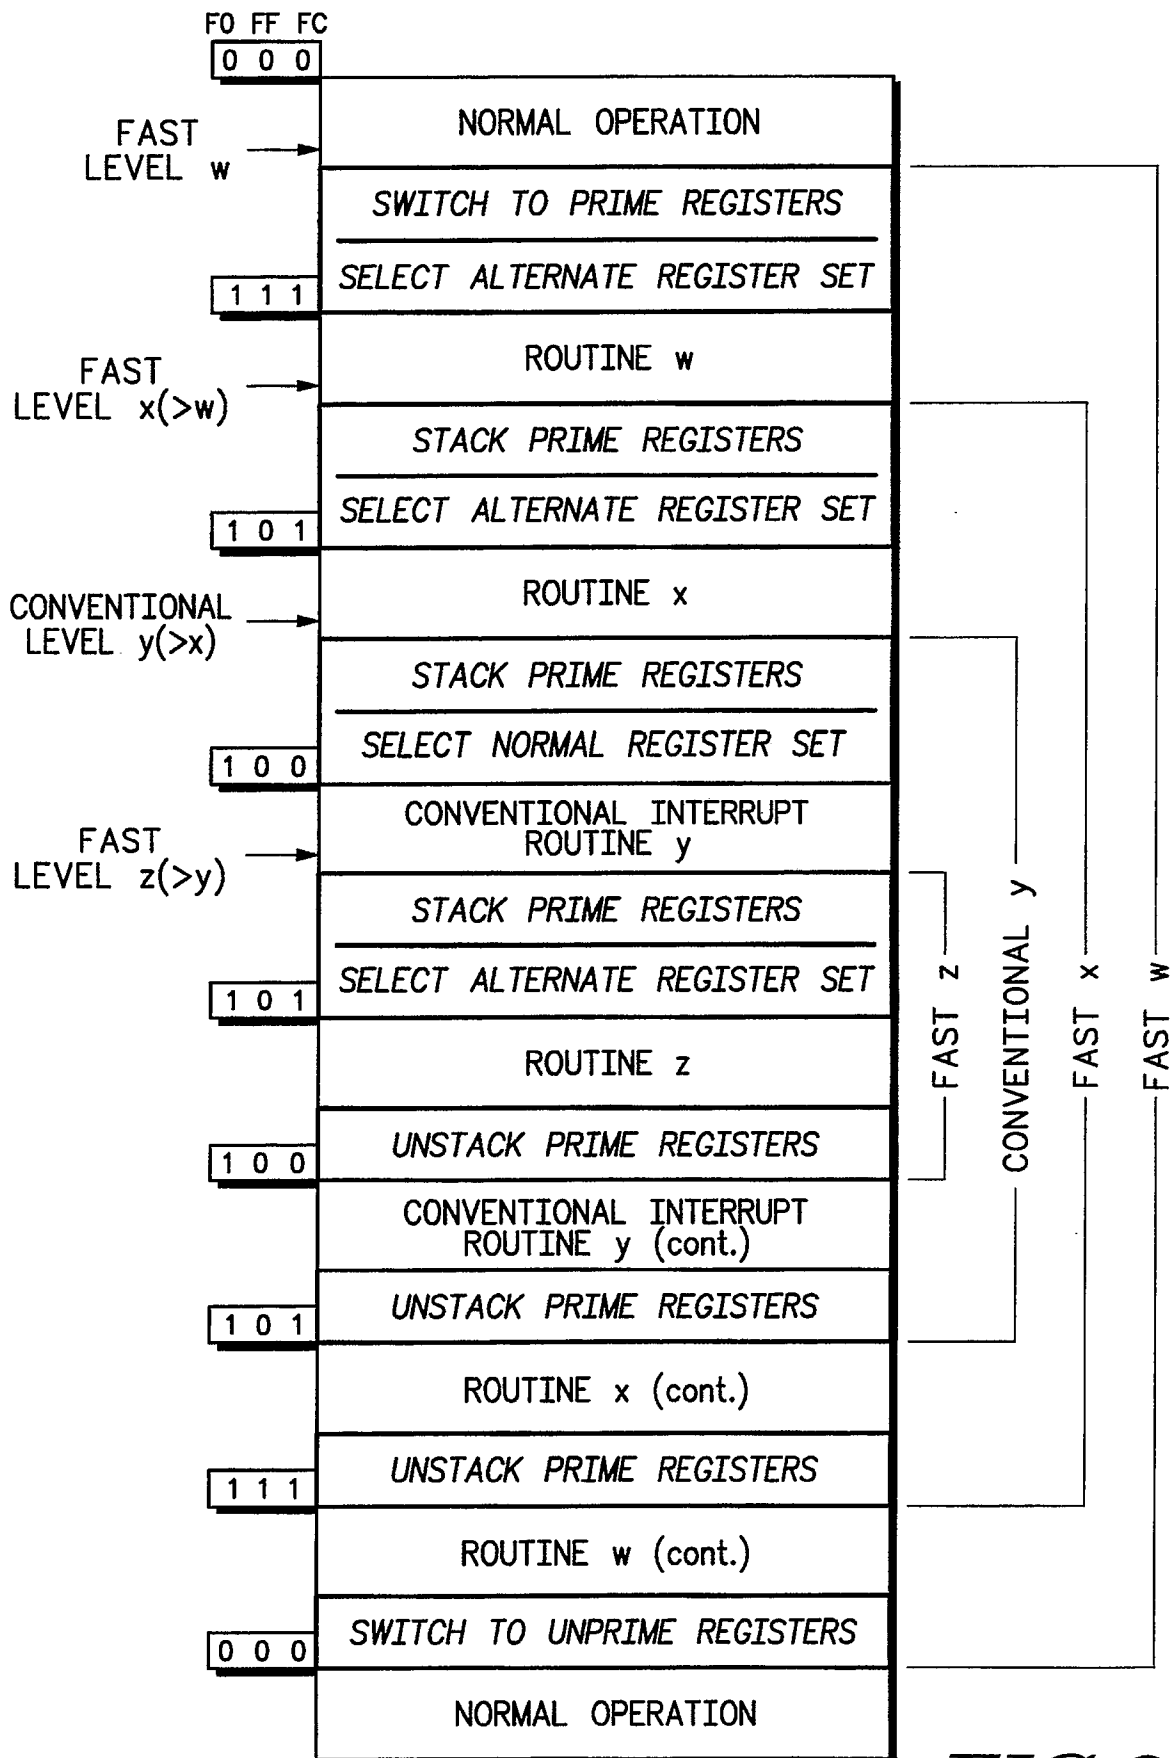 FO FF FC
0 0 0
NORMAL OPERATION
FAST
LEVEL w
SWITCH TO PRIME REGISTERS
SELECT ALTERNATE REGISTER SET
1 1 1
ROUTINE w
FAST
LEVEL x(>w)
STACK PRIME REGISTERS
SELECT ALTERNATE REGISTER SET
1 0 1
ROUTINE x
CONVENTIONAL
LEVEL y(>x)
STACK PRIME REGISTERS
SELECT NORMAL REGISTER SET
1 0 0
CONVENTIONAL INTERRUPT
ROUTINE y
FAST
LEVEL z(>y)
STACK PRIME REGISTERS
SELECT ALTERNATE REGISTER SET
1 0 1
ROUTINE z
UNSTACK PRIME REGISTERS
1 0 0
CONVENTIONAL INTERRUPT
ROUTINE y (cont.)
UNSTACK PRIME REGISTERS
1 0 1
ROUTINE x (cont.)
UNSTACK PRIME REGISTERS
1 1 1
ROUTINE w (cont.)
SWITCH TO UNPRIME REGISTERS
0 0 0
NORMAL OPERATION
FAST z
CONVENTIONAL y
FAST x
FAST w